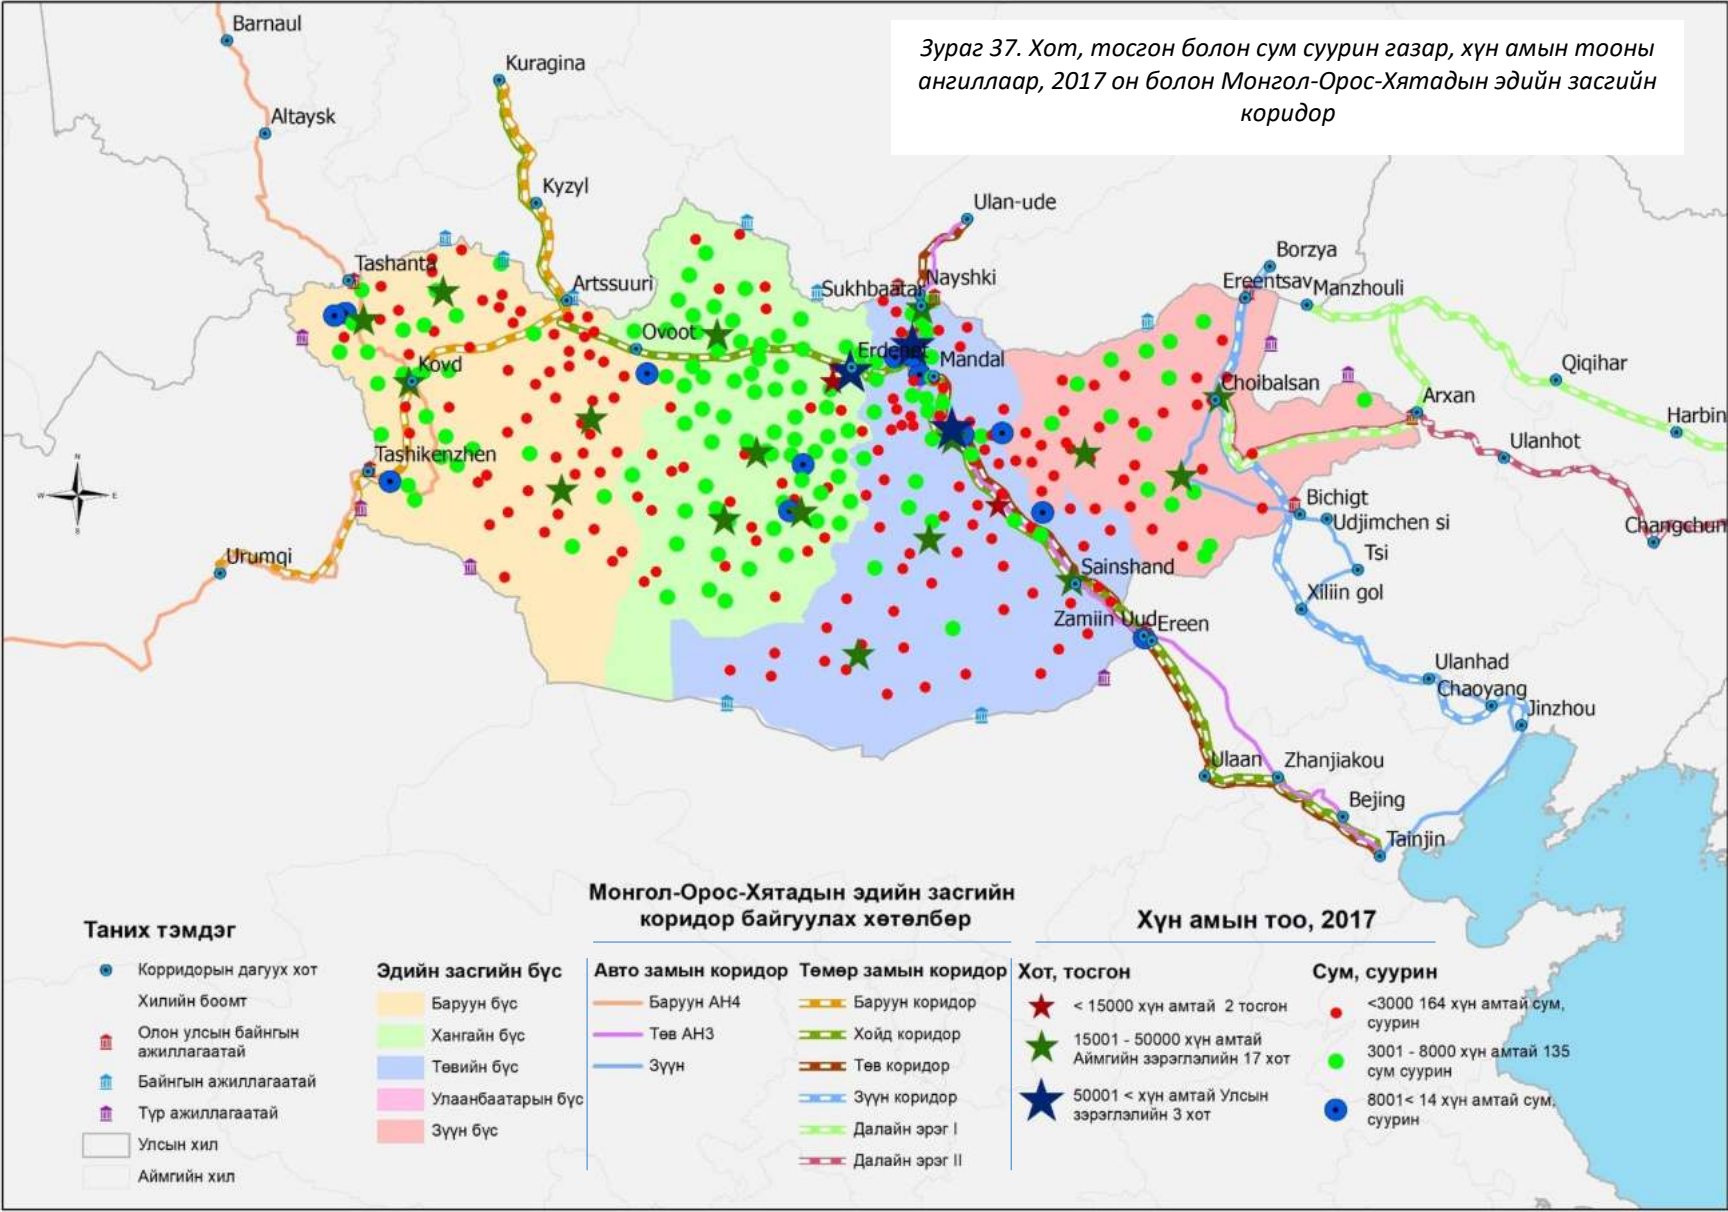 Зураг 37. Хот, тосгон болон сум суурин газар, хүн амын тооны
ангиллаар, 2017 он болон Монгол-Орос-Хятадын эдийн засгийн
коридор
Barnaul
Kuragina
Altaysk
Kyzyl
Ulan-ude
Borzya
Tashanta
Artssuuri
Sukhbaatar
Nayshki
Ereentsav
Manzhouli
Ovoot
Erdenet
Mandal
Qiqihar
Kovd
Choibalsan
Arxan
Harbin
Ulanhot
Tashikenzhen
Bichigt
Udjimchen si
Changchun
Tsi
Urumqi
Sainshand
Xiliin gol
Zamiin Uud
Ereen
Ulanhad
Chaoyang
Jinzhou
Ulaan
Zhanjiakou
Bejing
Tainjin
N
W
E
S
Таних тэмдэг
Корридорын дагуух хот
Хилийн боомт
Олон улсын байнгын
ажиллагаатай
Байнгын ажиллагаатай
Түр ажиллагаатай
Улсын хил
Аймгийн хил
Эдийн засгийн бүс
Баруун бүс
Хангайн бүс
Төвийн бүс
Улаанбаатарын бүс
Зүүн бүс
Монгол-Орос-Хятадын эдийн засгийн
коридор байгуулах хөтөлбөр
Авто замын коридор
Баруун АН4
Төв АН3
Зүүн
Төмөр замын коридор
Баруун коридор
Хойд коридор
Төв коридор
Зүүн коридор
Далайн эрэг I
Далайн эрэг II
Хүн амын тоо, 2017
Хот, тосгон
< 15000 хүн амтай 2 тосгон
15001 - 50000 хүн амтай
Аймгийн зэрэглэлийн 17 хот
50001 < хүн амтай Улсын
зэрэглэлийн 3 хот
Сум, суурин
<3000 164 хүн амтай сум,
суурин
3001 - 8000 хүн амтай 135
сум суурин
8001< 14 хүн амтай сум,
суурин